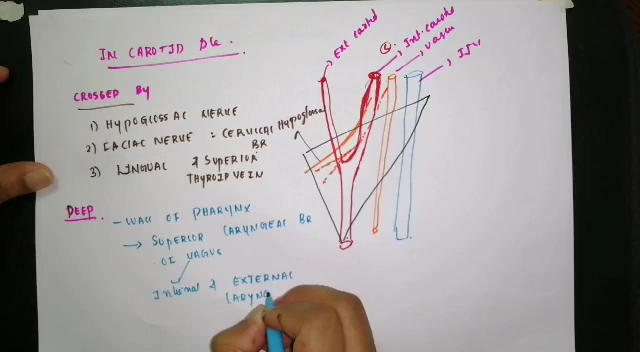 IN CAROTID Dle.
CROSSED By
1) HYPOGLOSSAL NERVE
2) FACIAL NERVE : CERVICAL BR
3) LINGUAL & SUPERIOR THYROID VEIN
DEEP
- WALL OF PHARYNX
→ SUPERIOR LARYNGEAL BR
OF VAGUS
Internal & EXTERNAL
LARYNG
Ext carotid
Int. carotid
Vagus
IJV
Hypoglossal